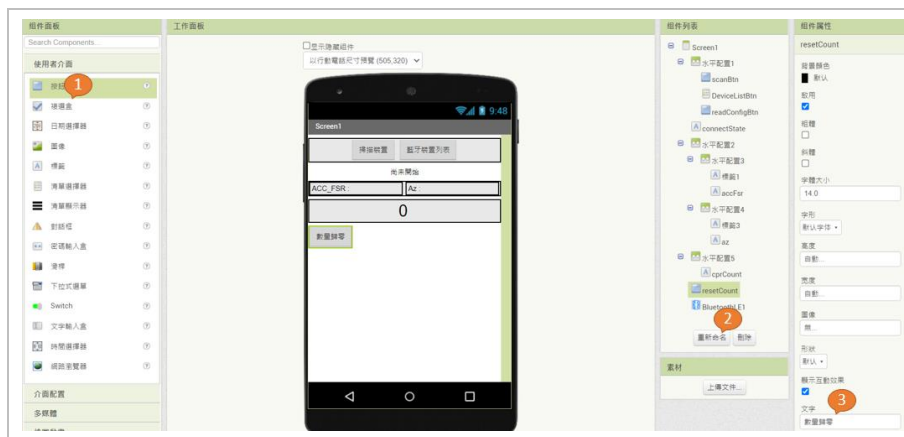 组件面板
Search Components...
使用者介面
1
按鈕
複選盒
日期選擇器
圖像
標籤
清單選擇器
清單顯示器
對話框
密碼輸入盒
滑桿
下拉式選單
Switch
文字輸入盒
時間選擇器
網路瀏覽器
介面配置
多媒體
工作面板
显示隐藏组件
以行動電話尺寸預覽 (505,320)
9:48
Screen1
掃描裝置
藍牙裝置列表
尚未開始
ACC_FSR :
Az :
0
數量歸零
组件列表
Screen1
水平配置1
scanBtn
DeviceListBtn
readConfigBtn
connectState
水平配置2
水平配置3
標籤1
accFsr
水平配置4
標籤3
az
水平配置5
cprCount
resetCount
BluetoothLE1
2
重新命名
刪除
素材
上傳文件...
组件属性
resetCount
背景顏色
默认
啟用
粗體
斜體
字體大小
14.0
字形
默认字体
高度
自動...
宽度
自動...
圖像
無...
形狀
默认
顯示互動效果
3
文字
數量歸零